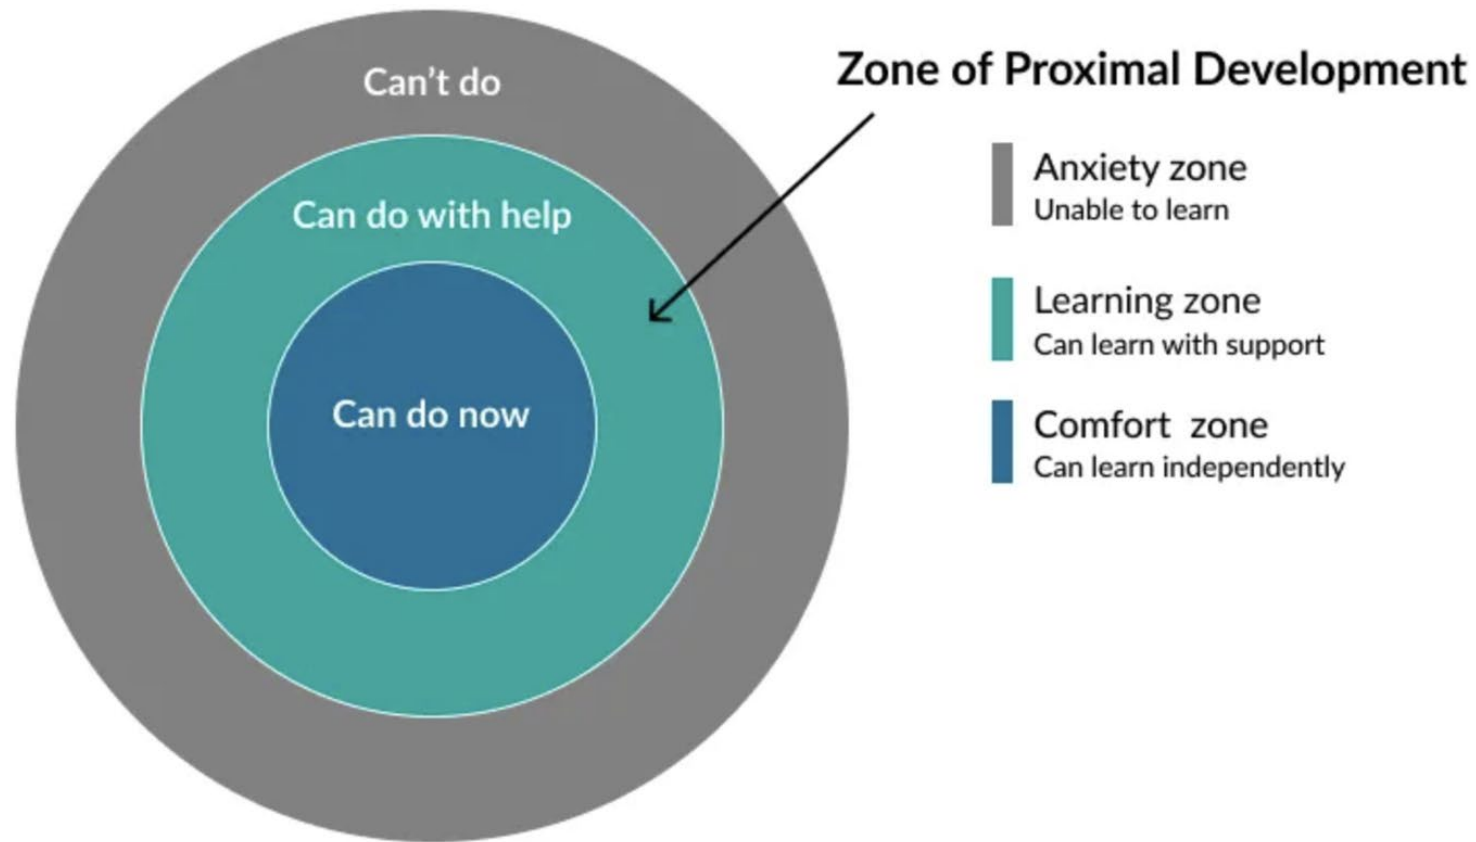 Can't do
Can do with help
Can do now
Zone of Proximal Development
Anxiety zone
Unable to learn
Learning zone
Can learn with support
Comfort zone
Can learn independently